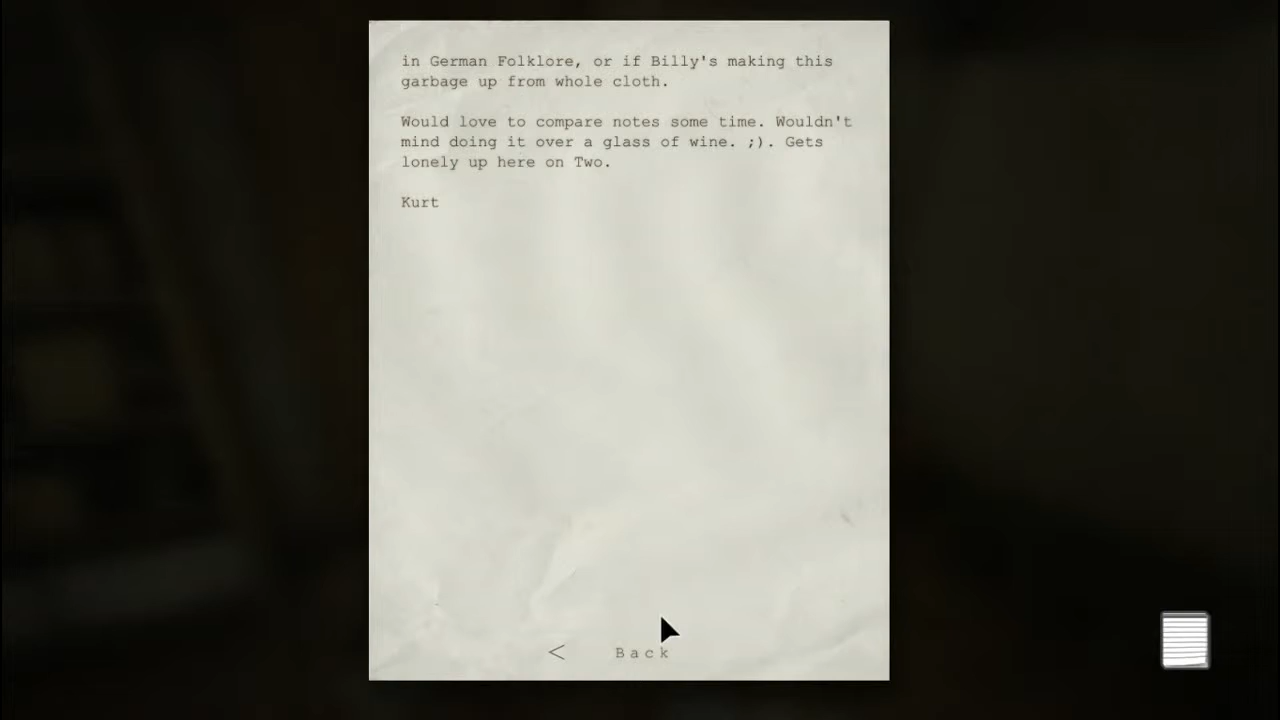 in German Folklore, or if Billy's making this
garbage up from whole cloth.
Would love to compare notes some time. Wouldn't
mind doing it over a glass of wine. ;). Gets
lonely up here on Two.
Kurt
< Back